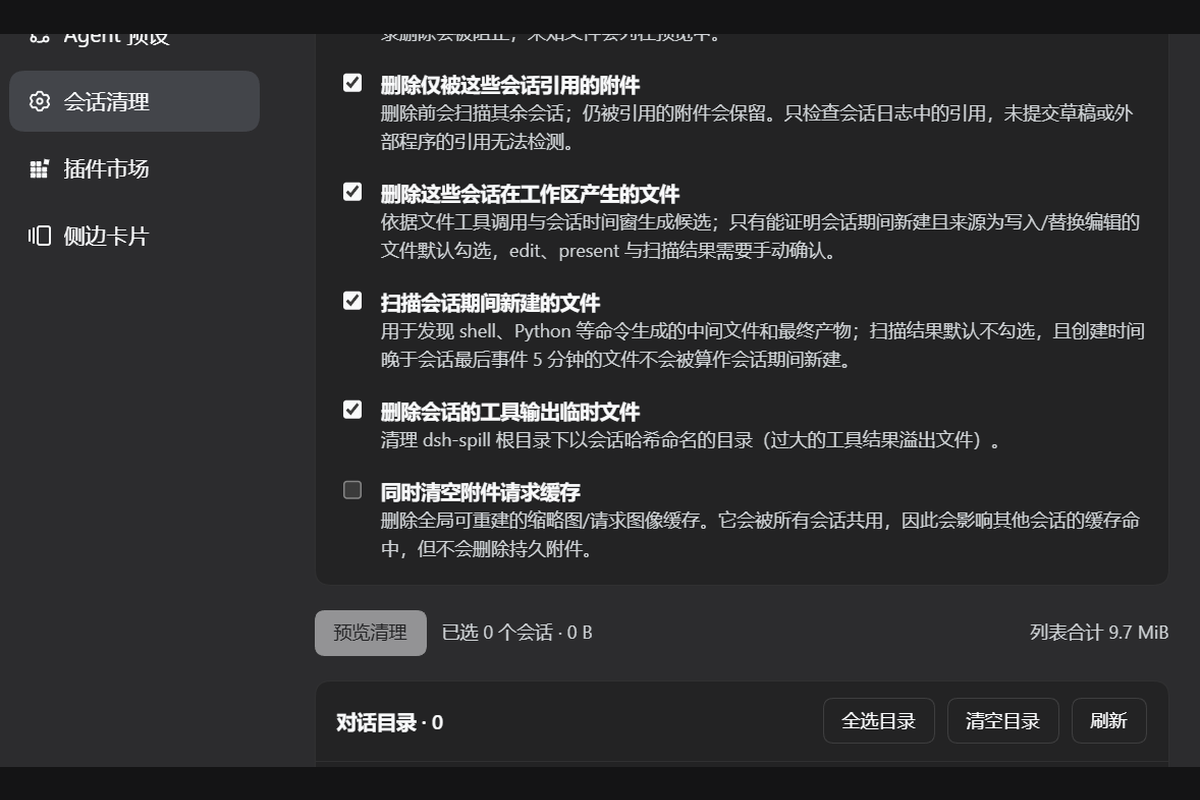 Agent 预设
会话清理
插件市场
侧边卡片
录删除会被阻止，未知文件会列在预览中。
删除仅被这些会话引用的附件
删除前会扫描其余会话；仍被引用的附件会保留。只检查会话日志中的引用，未提交草稿或外
部程序的引用无法检测。
删除这些会话在工作区产生的文件
依据文件工具调用与会话时间窗生成候选；只有能证明会话期间新建且来源为写入/替换编辑的
文件默认勾选，edit、present 与扫描结果需要手动确认。
扫描会话期间新建的文件
用于发现 shell、Python 等命令生成的中间文件和最终产物；扫描结果默认不勾选，且创建时间
晚于会话最后事件 5 分钟的文件不会被算作会话期间新建。
删除会话的工具输出临时文件
清理 dsh-spill 根目录下以会话哈希命名的目录（过大的工具结果溢出文件）。
同时清空附件请求缓存
删除全局可重建的缩略图/请求图像缓存。它会被所有会话共用，因此会影响其他会话的缓存命
中，但不会删除持久附件。
预览清理
已选 0 个会话 · 0 B
列表合计 9.7 MiB
对话目录 · 0
全选目录
清空目录
刷新